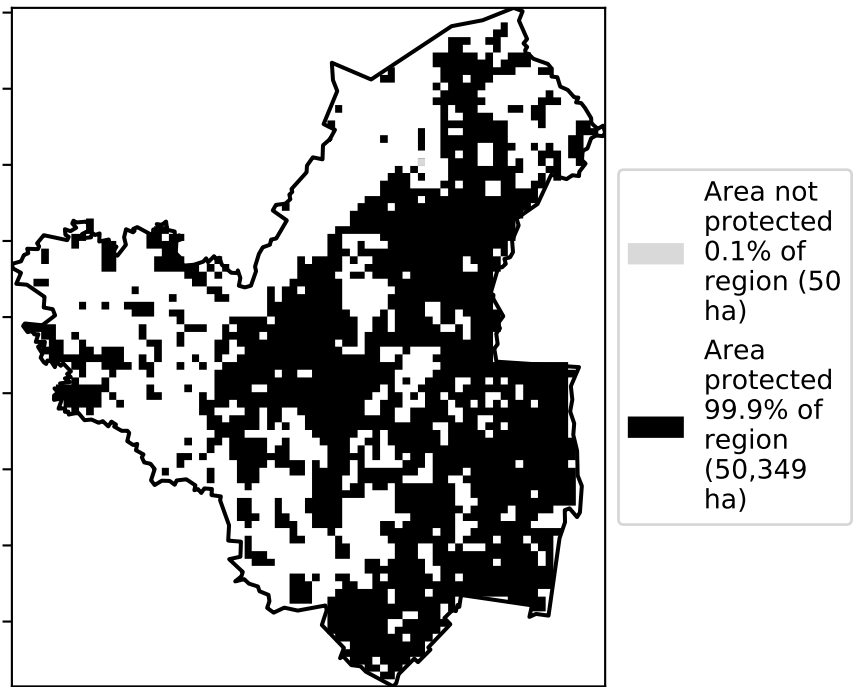 Area not
protected
0.1% of
region (50
ha)
Area
protected
99.9% of
region
(50,349
ha)